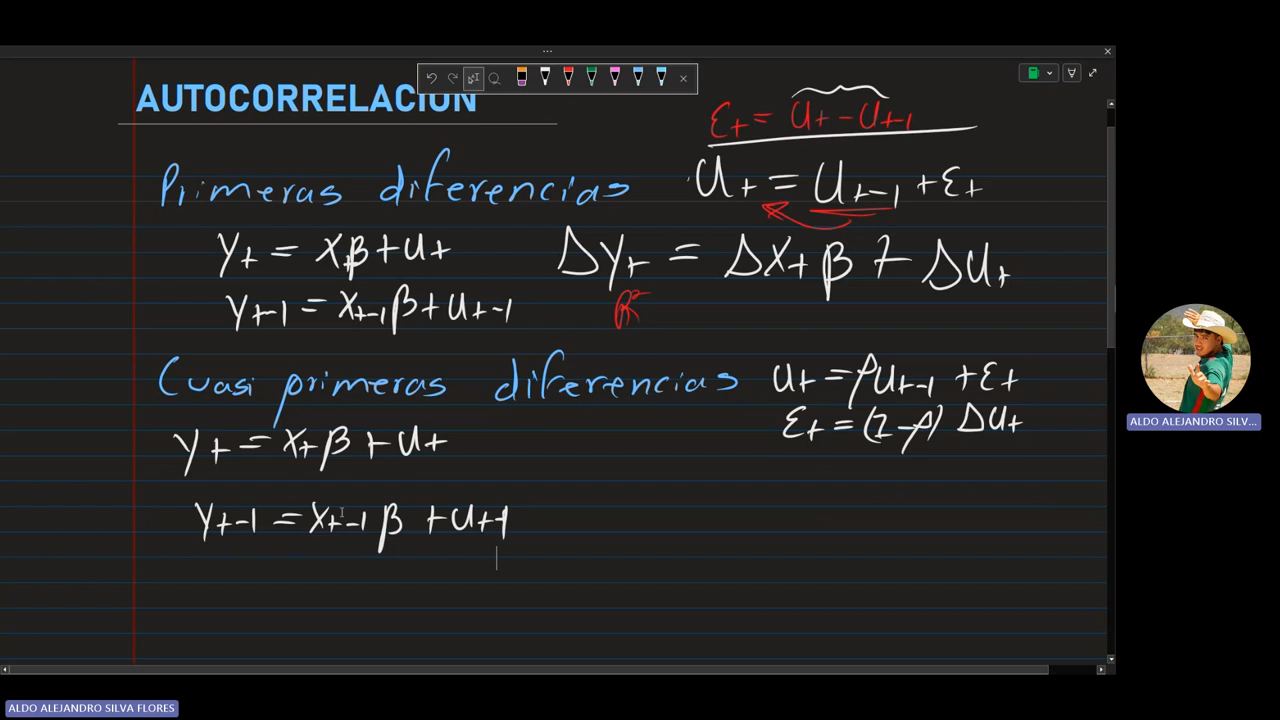 AUTOCORRELACIÓN
εt = Ut - Ut-1
Primeras diferencias
Ut = Ut-1 + εt
yt = Xtβ + Ut
ΔYt = ΔXt β + ΔUt
yt-1 = Xt-1β + Ut-1
R²
Cuasi primeras diferencias
Ut = ρUt-1 + εt
εt = (1-ρ) ΔUt
yt = Xt β + Ut
yt-1 = Xt-1 β + Ut-1
ALDO ALEJANDRO SILV...
ALDO ALEJANDRO SILVA FLORES